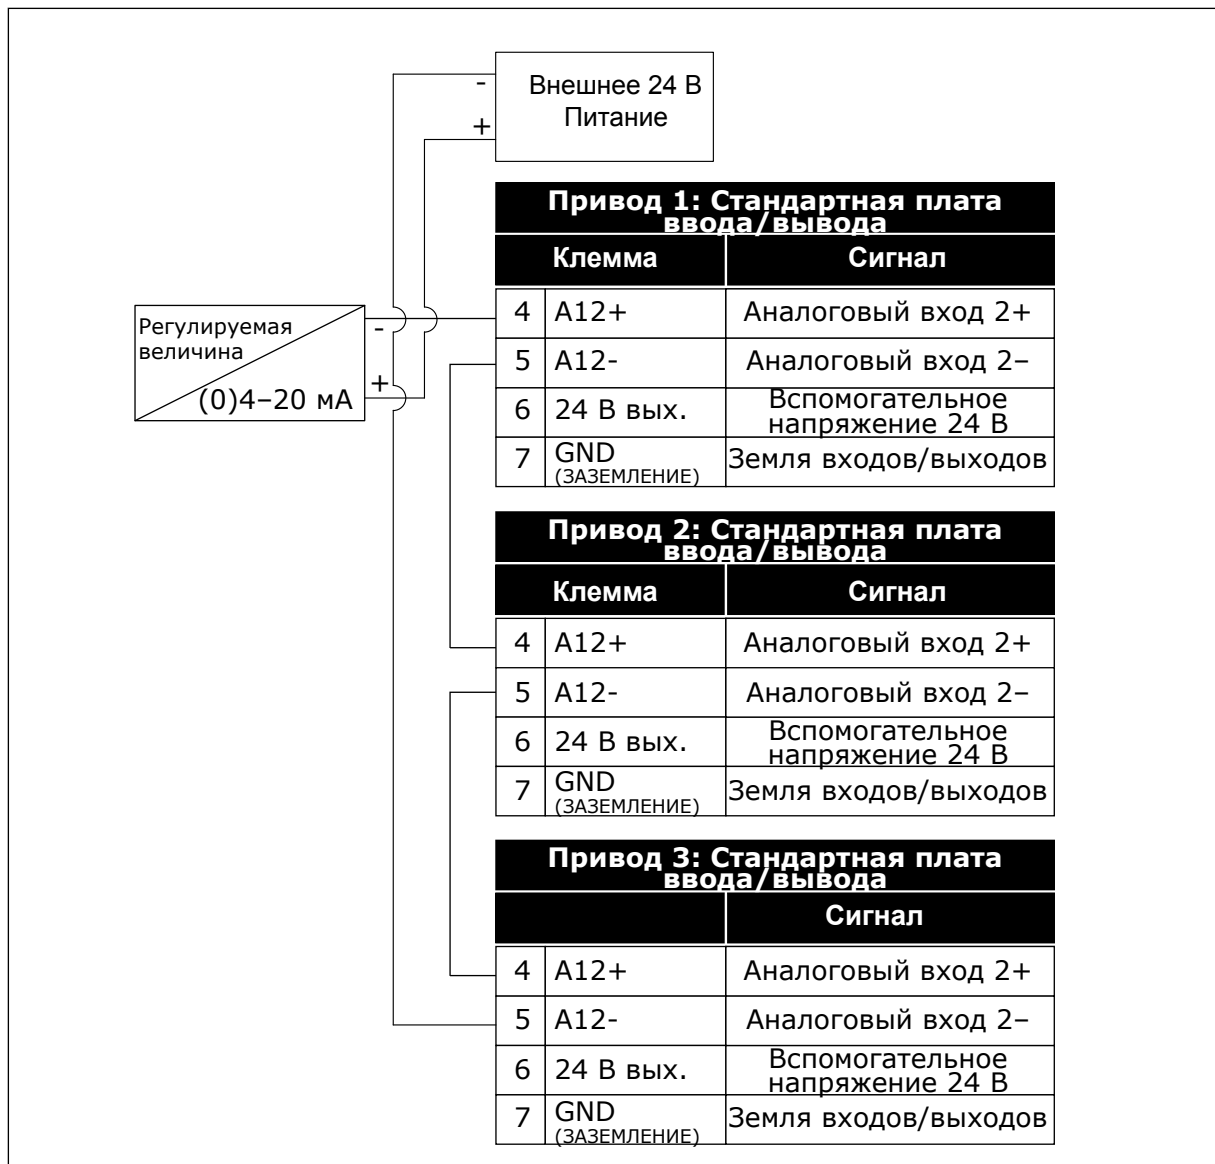 -
Внешнее 24 В
Питание
+
Привод 1: Стандартная плата
ввода/вывода
Клемма Сигнал
Регулируемая
величина
-
+
(0)4–20 мА
4 A12+ Аналоговый вход 2+
5 A12- Аналоговый вход 2–
6 24 В вых. Вспомогательное
напряжение 24 В
7 GND
(ЗАЗЕМЛЕНИЕ) Земля входов/выходов
Привод 2: Стандартная плата
ввода/вывода
Клемма Сигнал
4 A12+ Аналоговый вход 2+
5 A12- Аналоговый вход 2–
6 24 В вых. Вспомогательное
напряжение 24 В
7 GND
(ЗАЗЕМЛЕНИЕ) Земля входов/выходов
Привод 3: Стандартная плата
ввода/вывода
Сигнал
4 A12+ Аналоговый вход 2+
5 A12- Аналоговый вход 2–
6 24 В вых. Вспомогательное
напряжение 24 В
7 GND
(ЗАЗЕМЛЕНИЕ) Земля входов/выходов